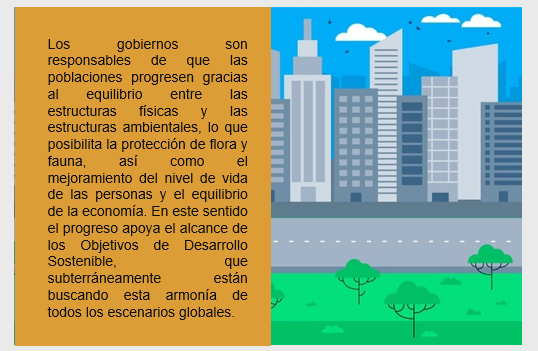 Los gobiernos son
responsables de que las
poblaciones progresen gracias
al equilibrio entre las
estructuras físicas y las
estructuras ambientales, lo que
posibilita la protección de flora y
fauna, así como el
mejoramiento del nivel de vida
de las personas y el equilibrio
de la economía. En este sentido
el progreso apoya el alcance de
los Objetivos de Desarrollo
Sostenible, que
subterráneamente están
buscando esta armonía de
todos los escenarios globales.